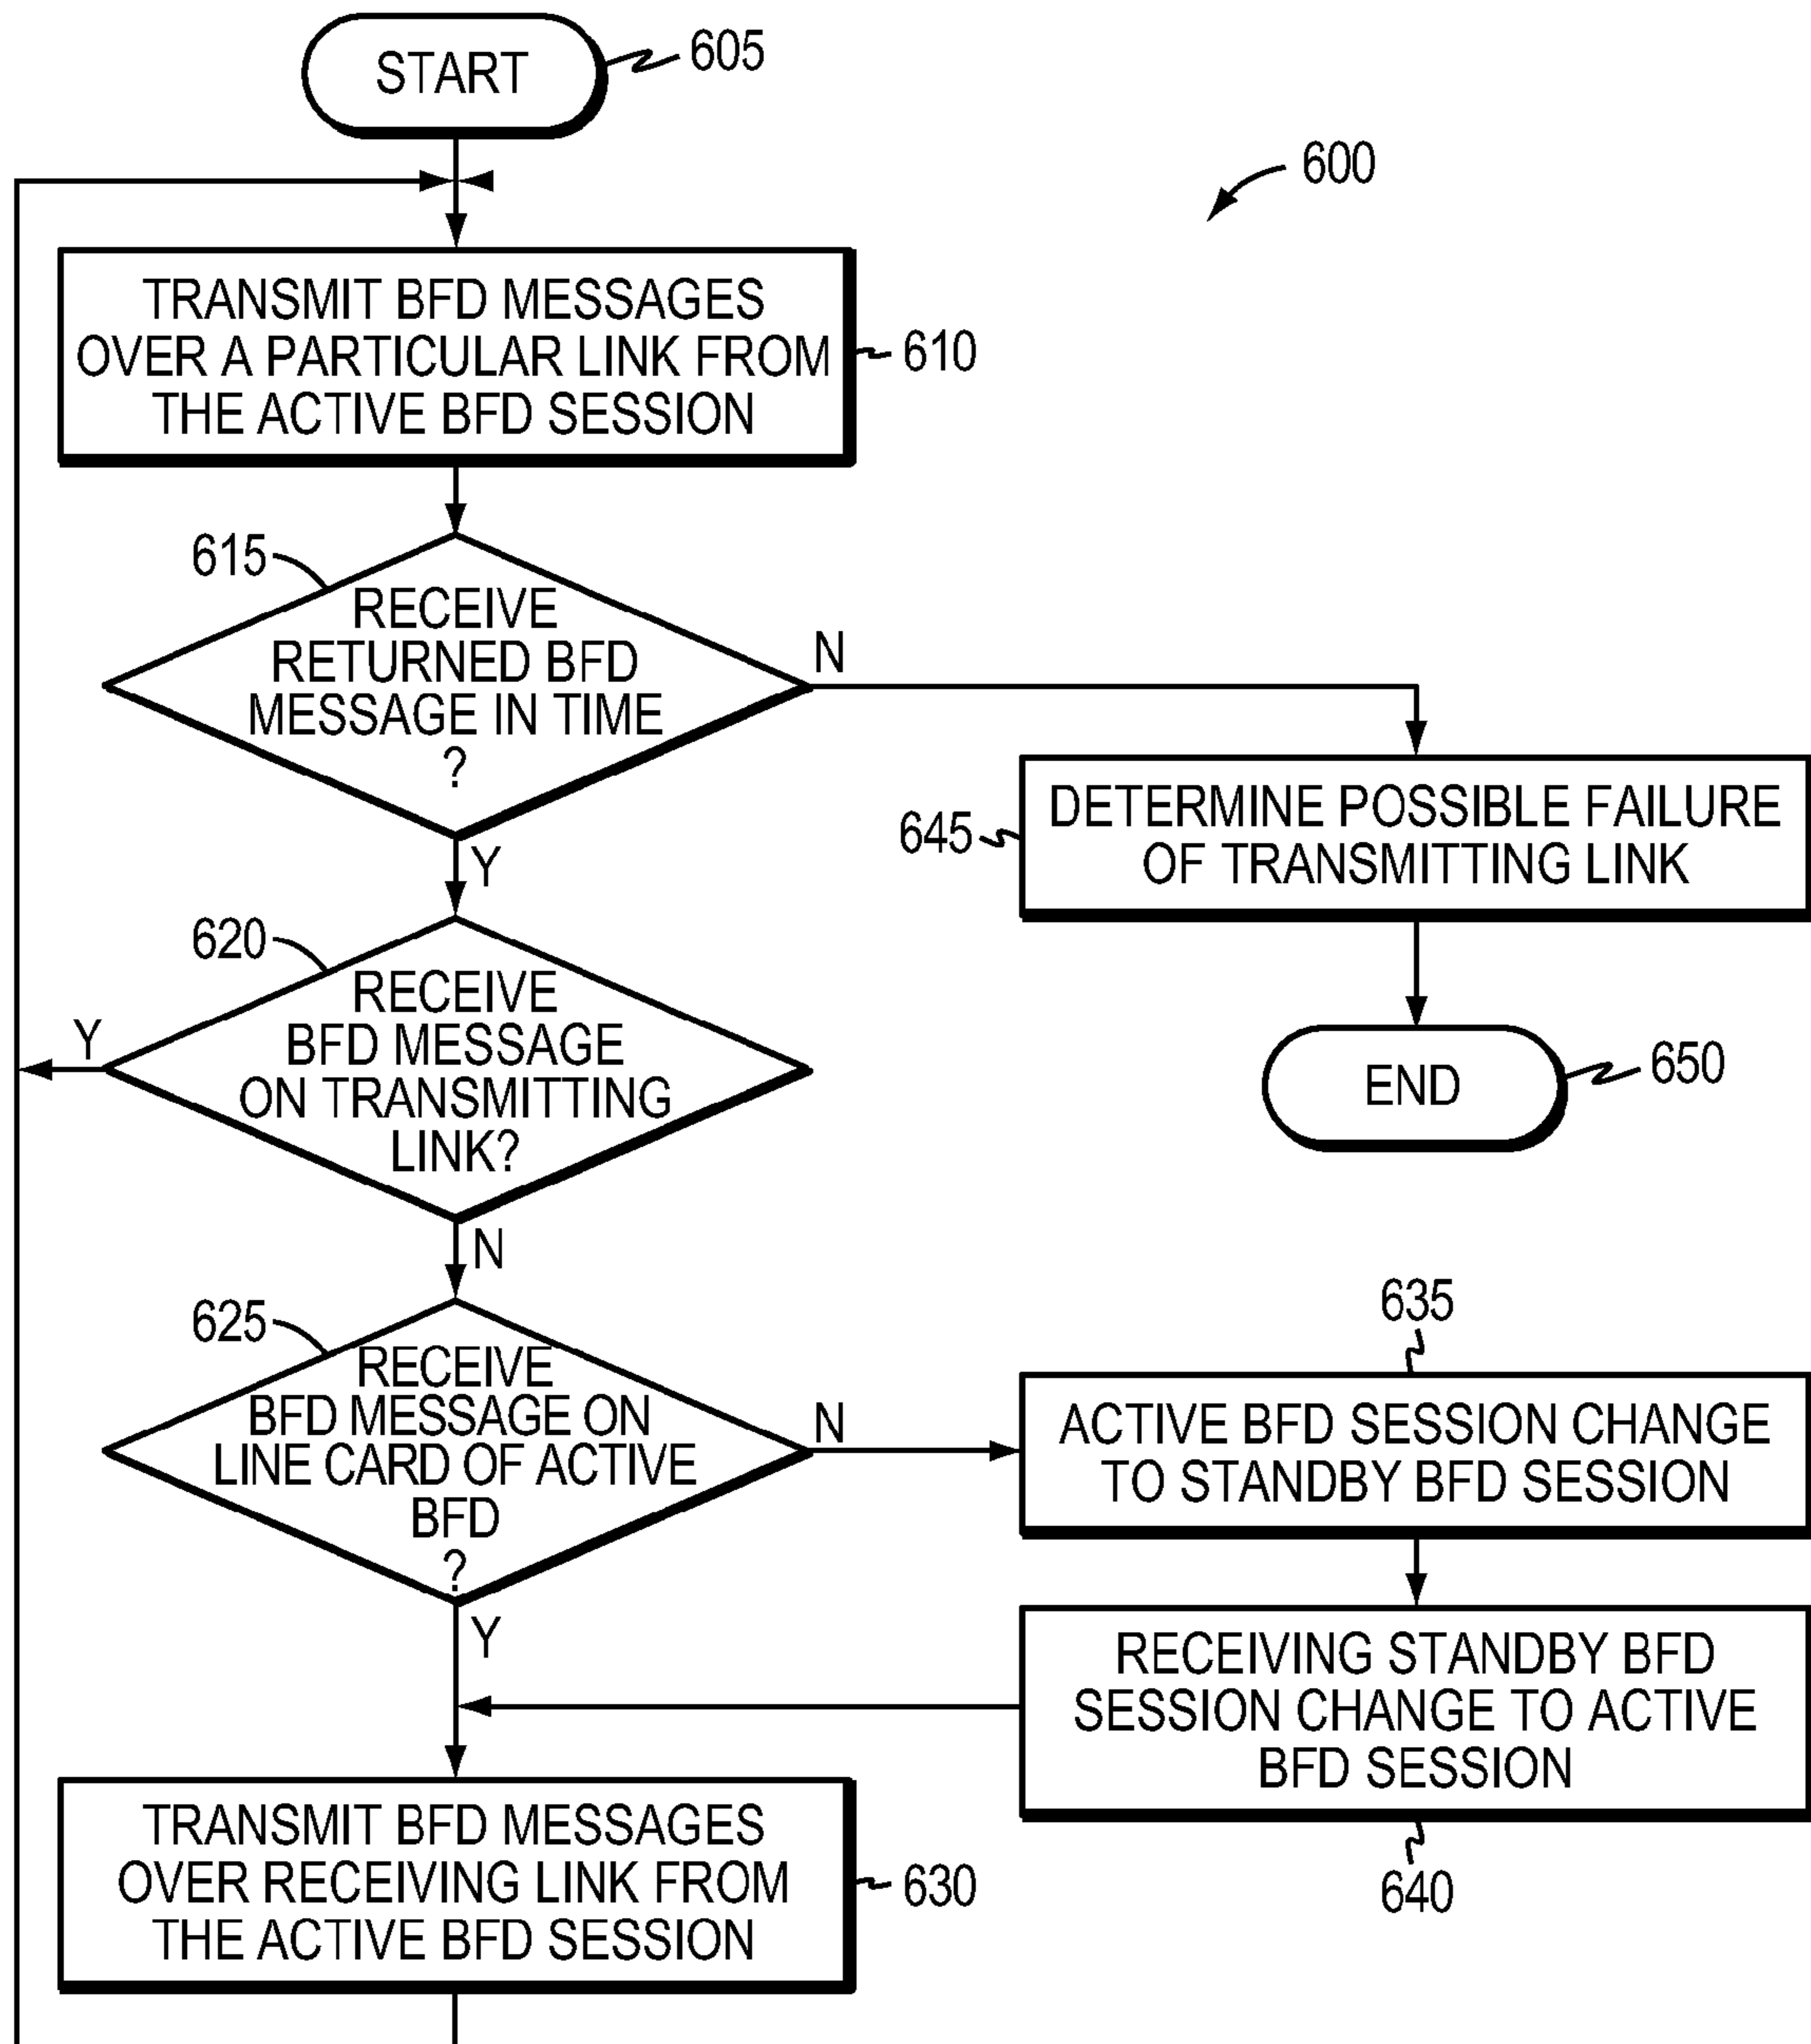 START
605
600
TRANSMIT BFD MESSAGES
OVER A PARTICULAR LINK FROM
THE ACTIVE BFD SESSION
610
615
RECEIVE
RETURNED BFD
MESSAGE IN TIME
?
N
Y
645
DETERMINE POSSIBLE FAILURE
OF TRANSMITTING LINK
620
RECEIVE
BFD MESSAGE
ON TRANSMITTING
LINK?
Y
N
END
650
625
RECEIVE
BFD MESSAGE ON
LINE CARD OF ACTIVE
BFD
?
N
Y
635
ACTIVE BFD SESSION CHANGE
TO STANDBY BFD SESSION
RECEIVING STANDBY BFD
SESSION CHANGE TO ACTIVE
BFD SESSION
640
TRANSMIT BFD MESSAGES
OVER RECEIVING LINK FROM
THE ACTIVE BFD SESSION
630